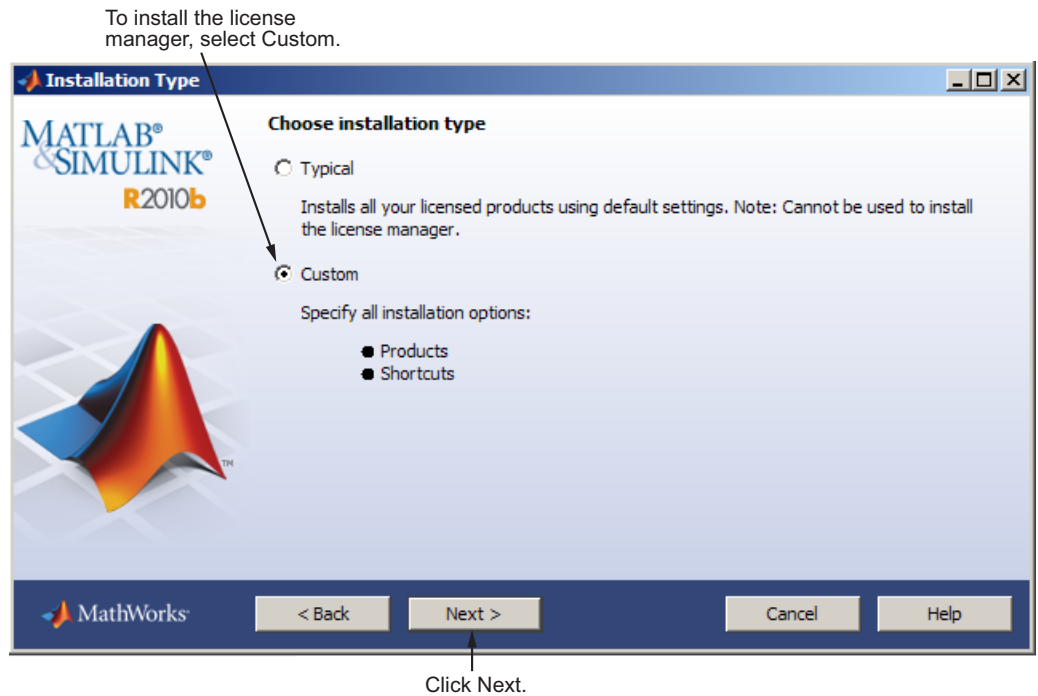 To install the license
manager, select Custom.
Installation Type
MATLAB®
&SIMULINK®
R2010b
Choose installation type
Typical
Installs all your licensed products using default settings. Note: Cannot be used to install
the license manager.
Custom
Specify all installation options:
Products
Shortcuts
TM
MathWorks
< Back
Next >
Cancel
Help
Click Next.